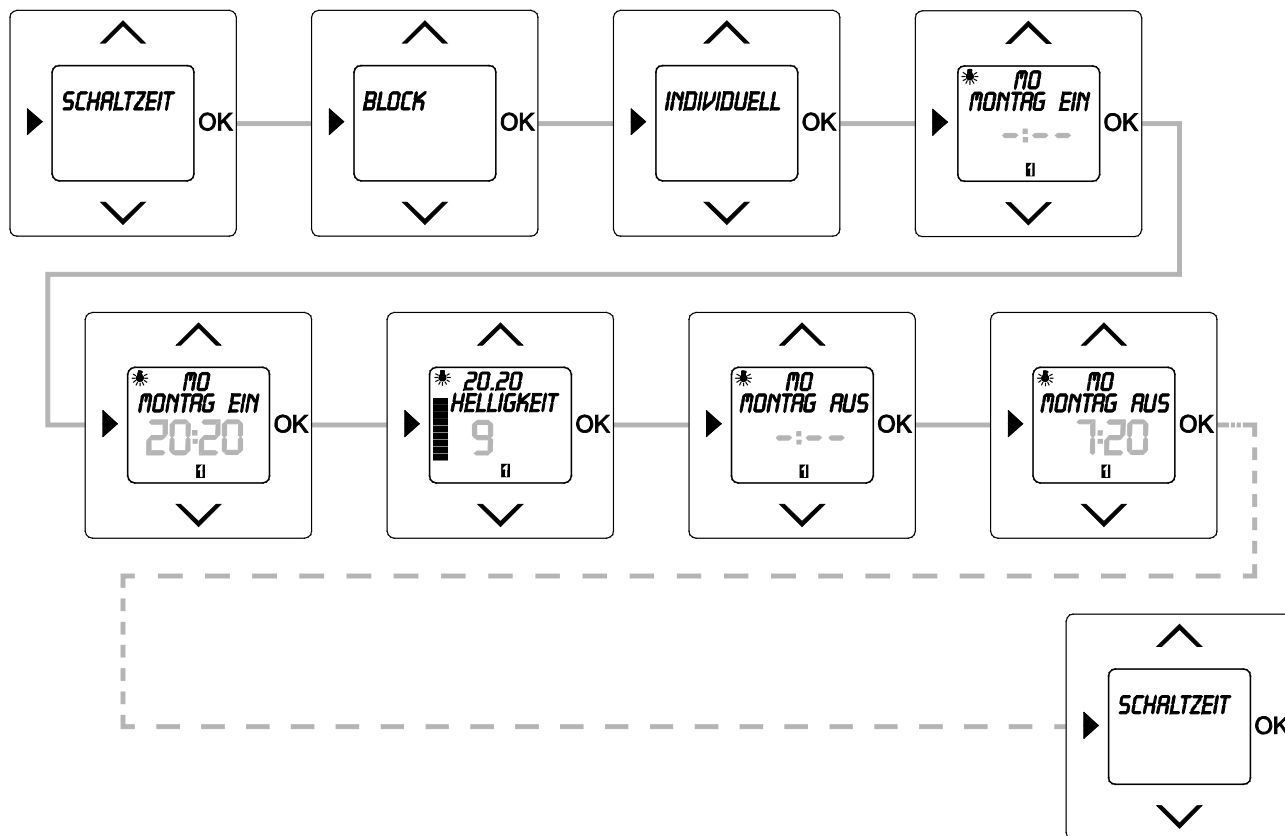 SCHALTZEIT
OK
BLOCK
OK
INDIVIDUELL
OK
MO
MONTAG EIN
-:--
1
OK
MO
MONTAG EIN
20:20
1
OK
20.20
HELLIGKEIT
9
1
OK
MO
MONTAG AUS
-:--
1
OK
MO
MONTAG AUS
7:20
1
OK
SCHALTZEIT
OK